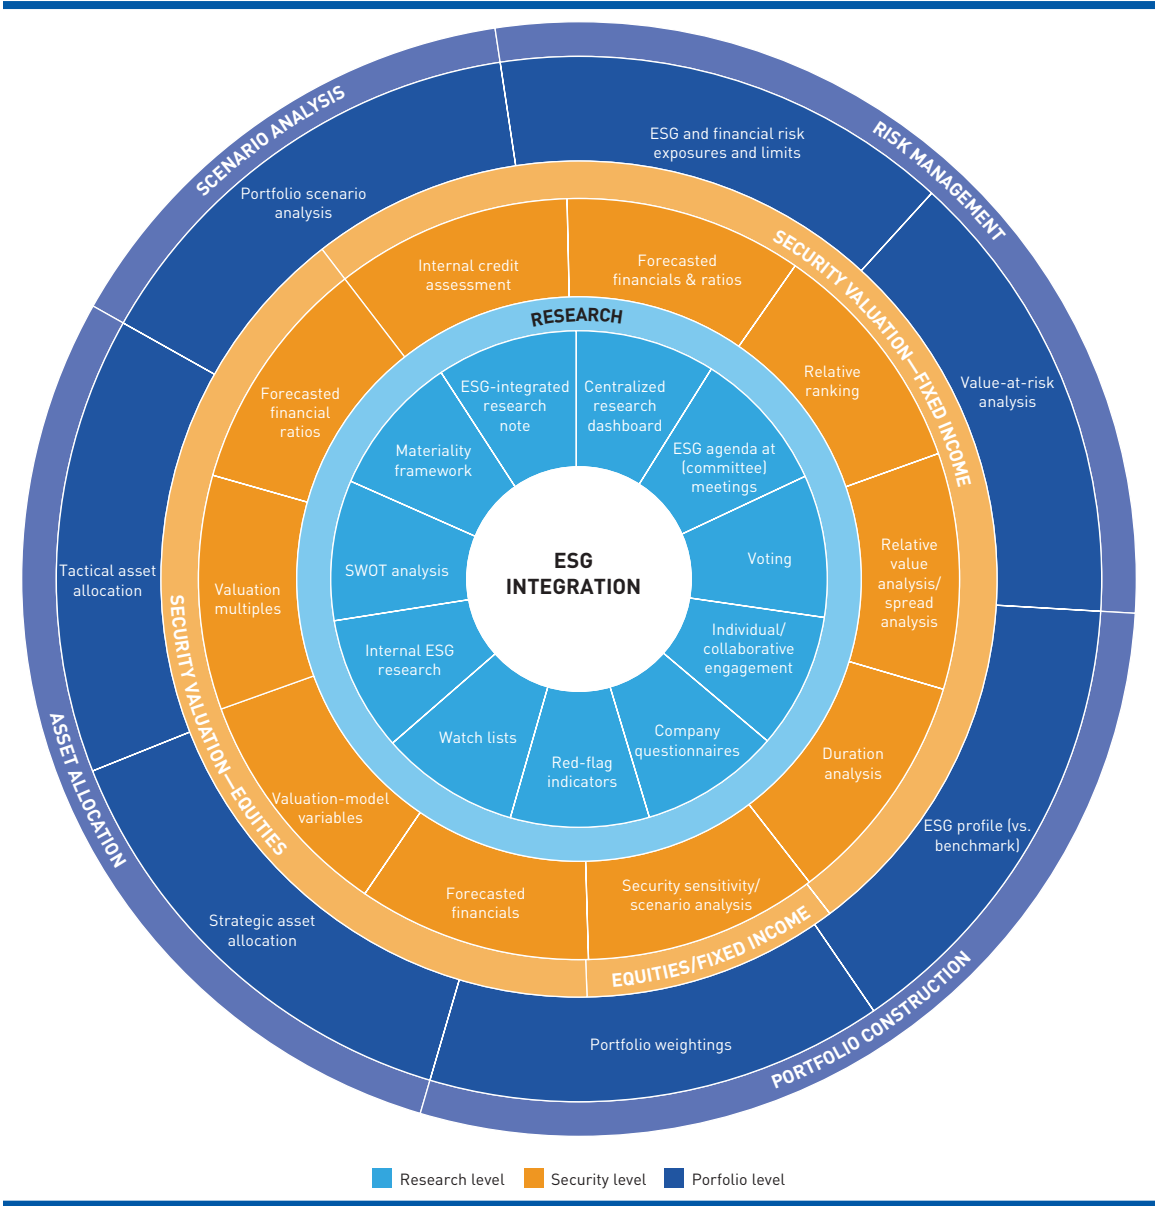 SCENARIO ANALYSIS
RISK MANAGEMENT
PORTFOLIO CONSTRUCTION
ASSET ALLOCATION
Portfolio scenario
analysis
ESG and financial risk
exposures and limits
Value-at-risk
analysis
ESG profile (vs.
benchmark)
Portfolio weightings
Strategic asset
allocation
Tactical asset
allocation
SECURITY VALUATION—FIXED INCOME
EQUITIES/FIXED INCOME
SECURITY VALUATION—EQUITIES
Internal credit
assessment
Forecasted
financials & ratios
Relative
ranking
Relative
value
analysis/
spread
analysis
Duration
analysis
Security sensitivity/
scenario analysis
Forecasted
financials
Valuation-model
variables
Valuation
multiples
Forecasted
financial
ratios
RESEARCH
ESG-integrated
research
note
Centralized
research
dashboard
ESG agenda at
(committee)
meetings
Voting
Individual/
collaborative
engagement
Company
questionnaires
Red-flag
indicators
Watch lists
Internal ESG
research
SWOT analysis
Materiality
framework
ESG
INTEGRATION
Research level
Security level
Porfolio level